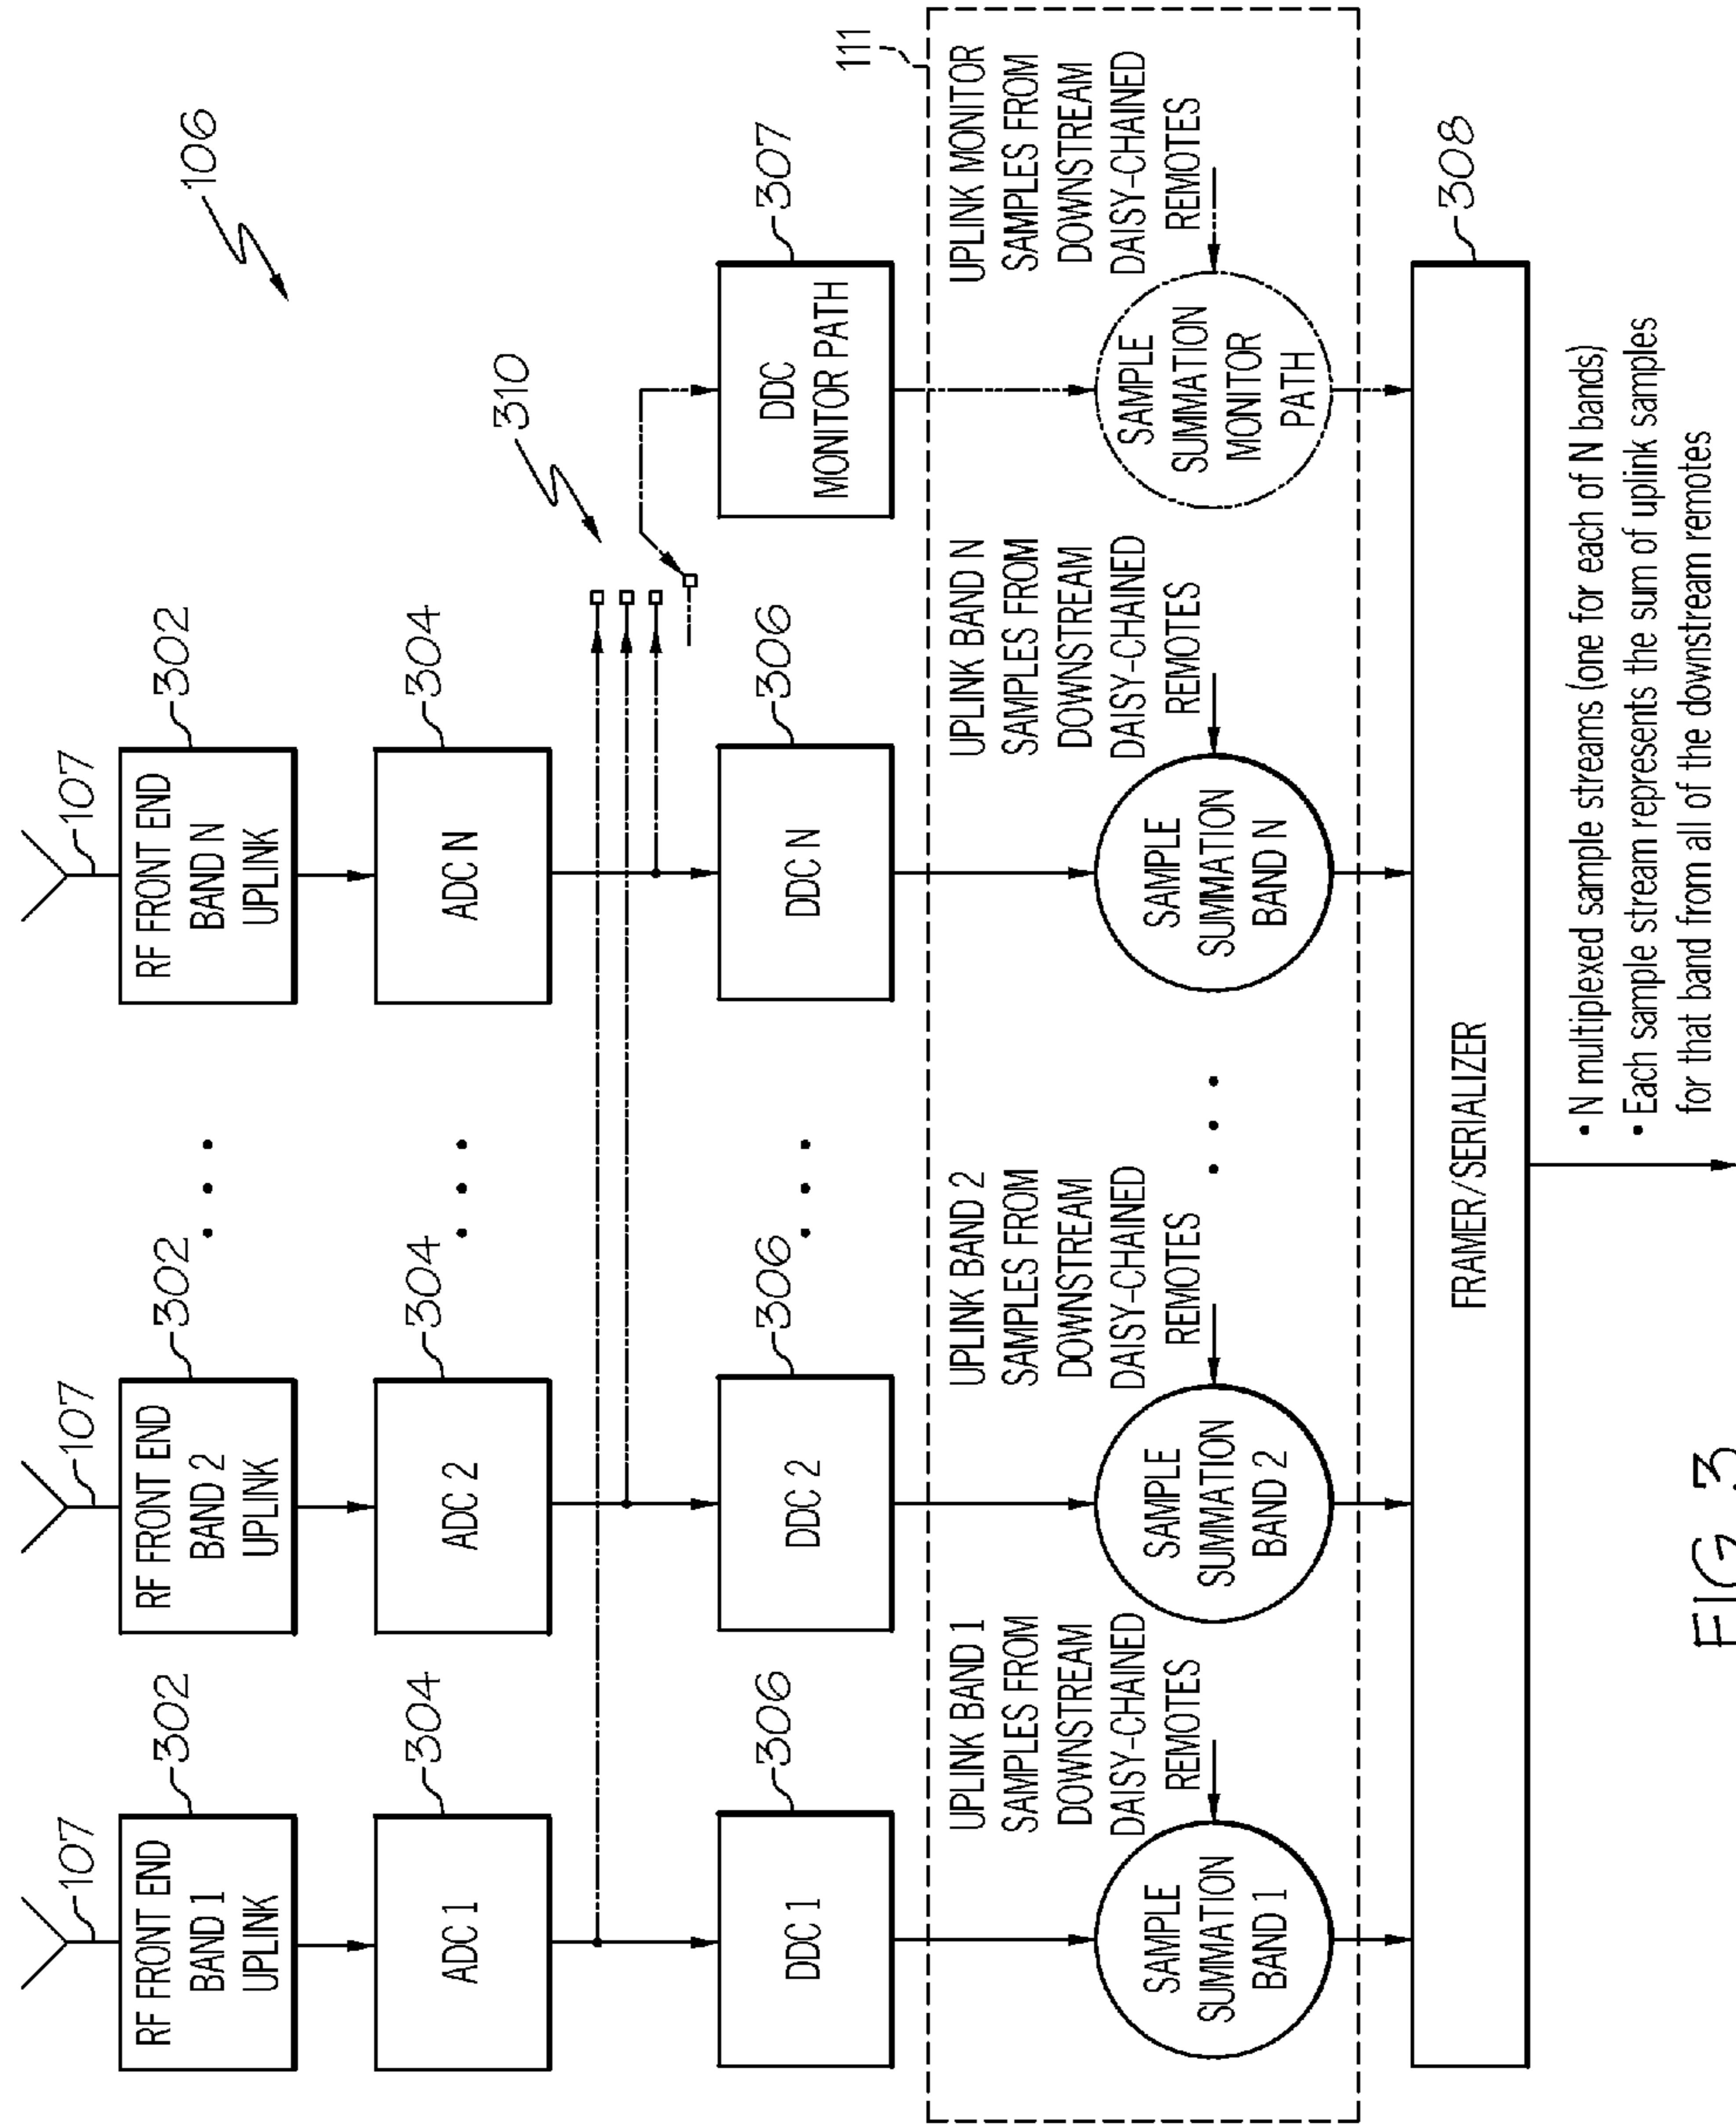 106
107
107
107
RF FRONT END
BAND 1
UPLINK
302
RF FRONT END
BAND 2
UPLINK
302
RF FRONT END
BAND N
UPLINK
302
ADC 1
304
ADC 2
304
ADC N
304
310
DDC 1
306
DDC 2
306
DDC N
306
DDC
MONITOR PATH
307
111
UPLINK BAND 1
SAMPLES FROM
DOWNSTREAM
DAISY-CHAINED
REMOTES
UPLINK BAND 2
SAMPLES FROM
DOWNSTREAM
DAISY-CHAINED
REMOTES
UPLINK BAND N
SAMPLES FROM
DOWNSTREAM
DAISY-CHAINED
REMOTES
UPLINK MONITOR
SAMPLES FROM
DOWNSTREAM
DAISY-CHAINED
REMOTES
SAMPLE
SUMMATION
BAND 1
SAMPLE
SUMMATION
BAND 2
SAMPLE
SUMMATION
BAND N
SAMPLE
SUMMATION
MONITOR
PATH
FRAMER/SERIALIZER
308
• N multiplexed sample streams (one for each of N bands)
• Each sample stream represents the sum of uplink samples
for that band from all of the downstream remotes
FIG. 3